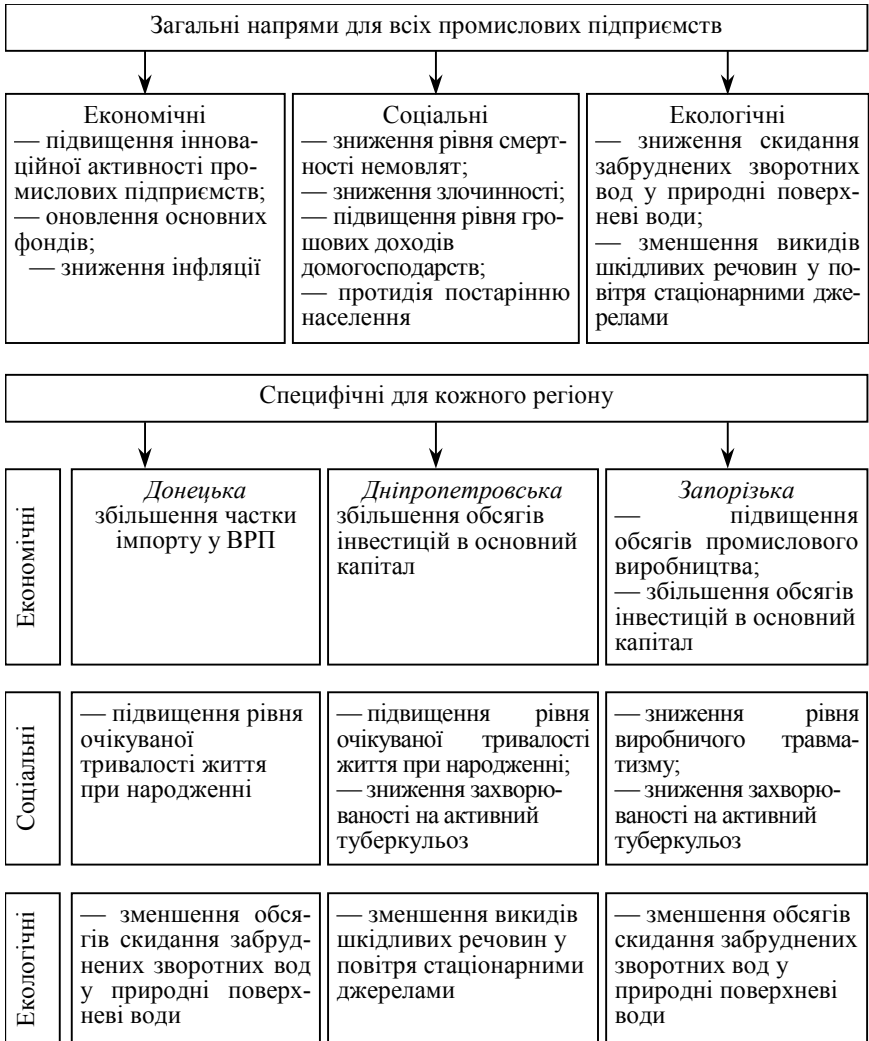 Загальні напрями для всіх промислових підприємств
Економічні
— підвищення іннова-
ційної активності про-
мислових підприємств;
— оновлення основних
фондів;
— зниження інфляції
Соціальні
— зниження рівня смерт-
ності немовлят;
— зниження злочинності;
— підвищення рівня гро-
шових доходів
домогосподарств;
— протидія постарінню
населення
Екологічні
— зниження скидання
забруднених зворотних
вод у природні поверх-
неві води;
— зменшення викидів
шкідливих речовин у по-
вітря стаціонарними дже-
релами
Специфічні для кожного регіону
Економічні
Донецька
збільшення частки
імпорту у ВРП
Дніпропетровська
збільшення обсягів
інвестицій в основний
капітал
Запорізька
— підвищення
обсягів промислового
виробництва;
— збільшення обсягів
інвестицій в основний
капітал
Соціальні
— підвищення рівня
очікуваної
тривалості життя
при народженні
— підвищення рівня
очікуваної тривалості
життя при народженні;
— зниження захворю-
ваності на активний
туберкульоз
— зниження рівня
виробничого травма-
тизму;
— зниження захворю-
ваності на активний
туберкульоз
Екологічні
— зменшення обся-
гів скидання забруд-
нених зворотних вод
у природні поверх-
неві води
— зменшення викидів
шкідливих речовин у
повітря стаціонарними
джерелами
— зменшення обсягів
скидання забруднених
зворотних вод у
природні поверхневі
води